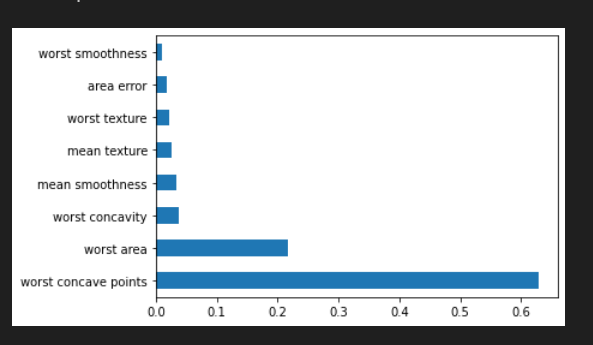 worst smoothness
area error
worst texture
mean texture
mean smoothness
worst concavity
worst area
worst concave points
0.0 0.1 0.2 0.3 0.4 0.5 0.6